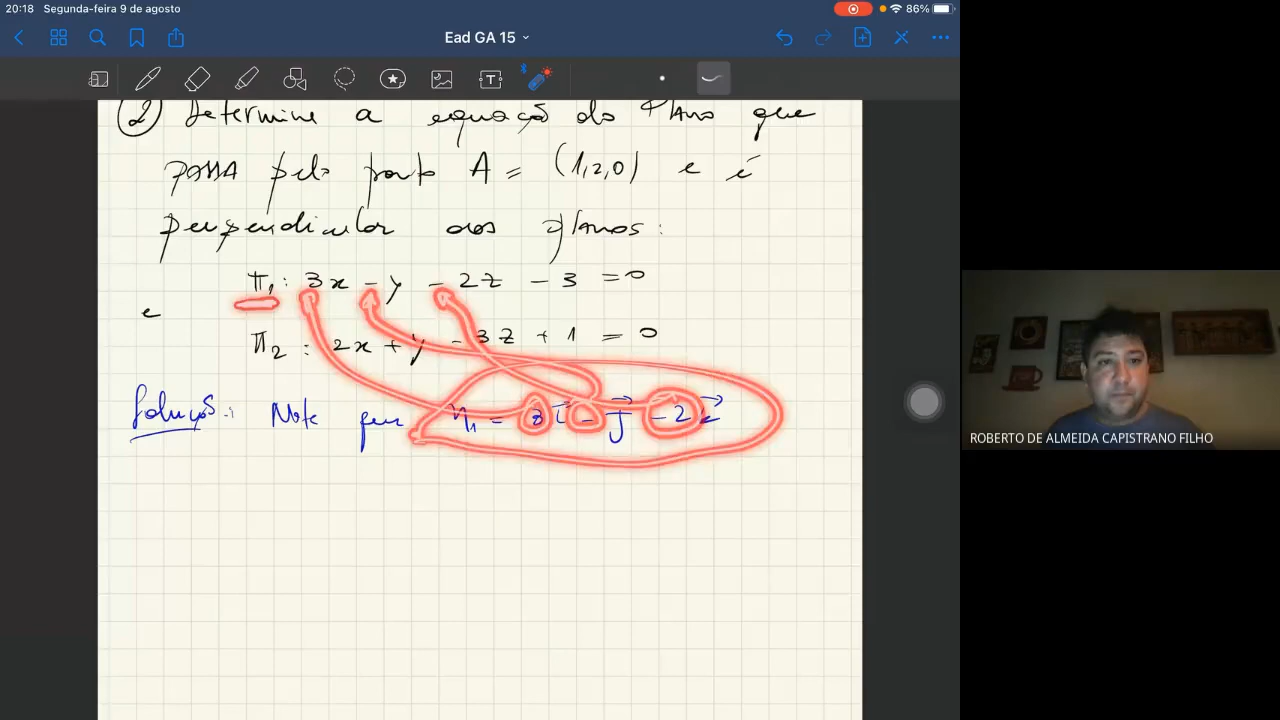 20:18 Segunda-feira 9 de agosto 86%
Ead GA 15
T
② Determine a equação do Plano que
passa pelo ponto A = (1,2,0) e é
perpendicular aos planos:
π₁: 3x - y - 2z - 3 = 0
e
π₂: 2x + y - 3z + 1 = 0
Solução: Note que η₁ = 3i⃗ - j⃗ - 2k⃗
ROBERTO DE ALMEIDA CAPISTRANO FILHO